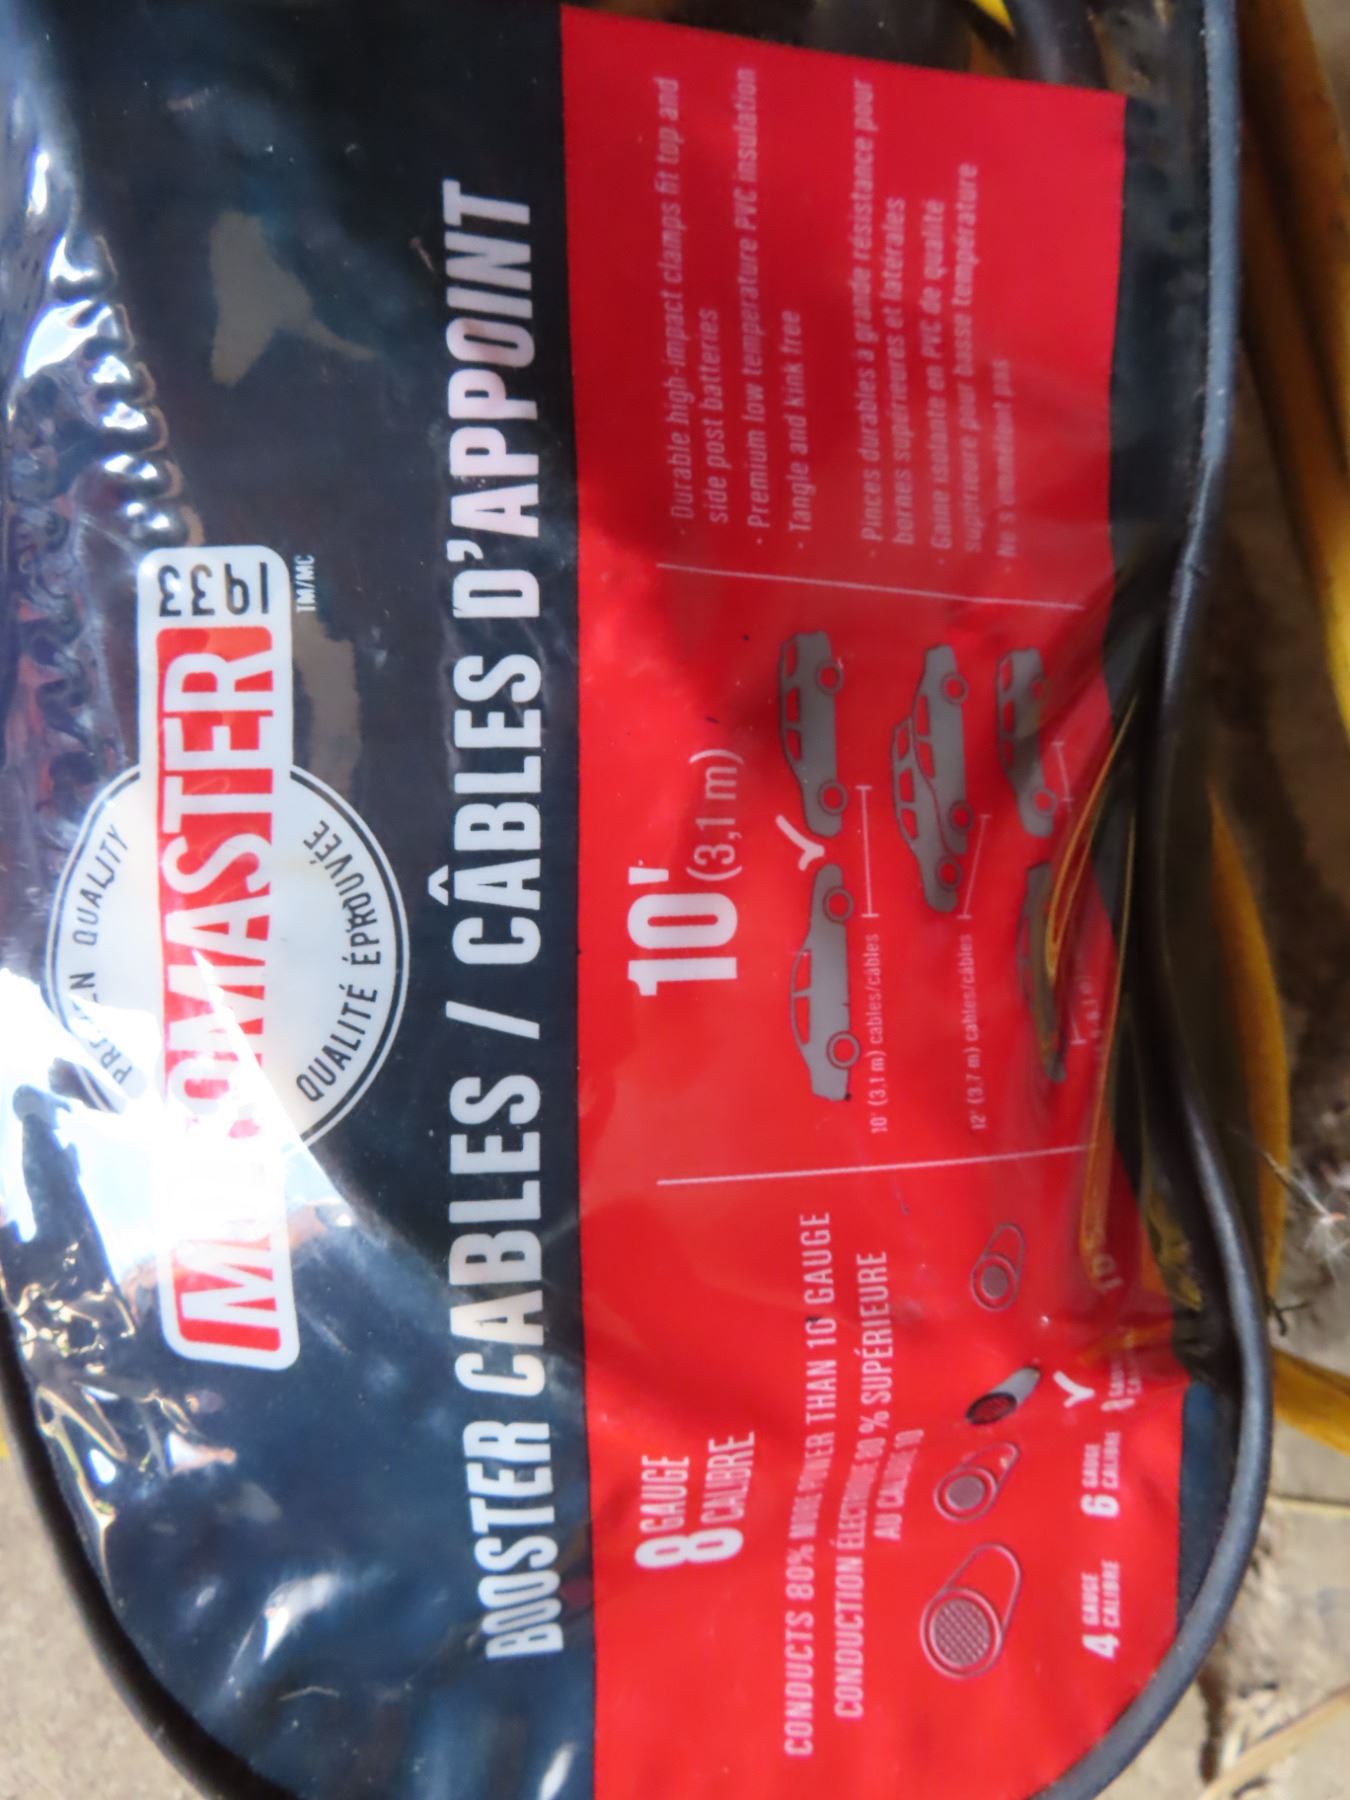 PROVEN QUALITY
MOTOMASTER
1933
TM/MC
QUALITÉ ÉPROUVÉE
BOOSTER CABLES / CÂBLES D'APPOINT
8 GAUGE
CALIBRE
CONDUCTS 80% MORE POWER THAN 10 GAUGE
CONDUCTION ÉLECTRIQUE 80 % SUPÉRIEURE
AU CALIBRE 10
4 GAUGE
CALIBRE
6 GAUGE
CALIBRE
8 GAUGE
10
10' (3,1 m)
10' (3,1 m) cables/câbles
12' (3,7 m) cables/câbles
· Durable high-impact clamps fit top and
side post batteries
· Premium low temperature PVC insulation
· Tangle and kink free
· Pinces durables à grande résistance pour
bornes supérieures et latérales
· Gaine isolante en PVC de qualité
supérieure pour basse température
· Ne s'emmêlent pas